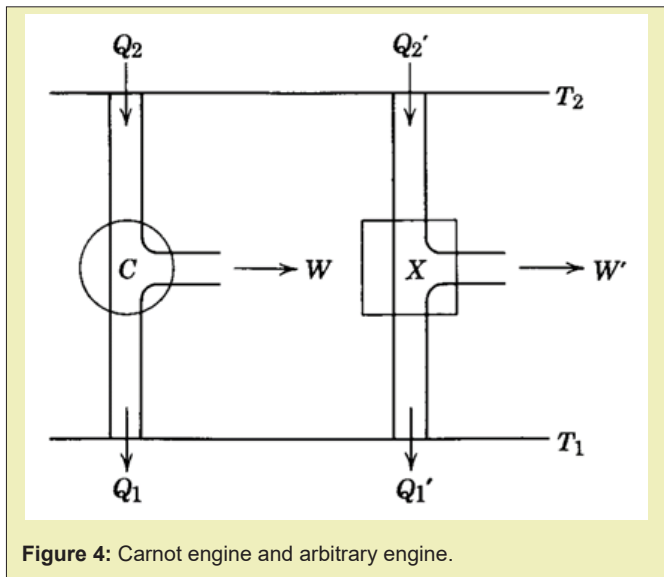 Q₂ Q₂′
T₂
C W X W′
T₁
Q₁ Q₁′
Figure 4: Carnot engine and arbitrary engine.